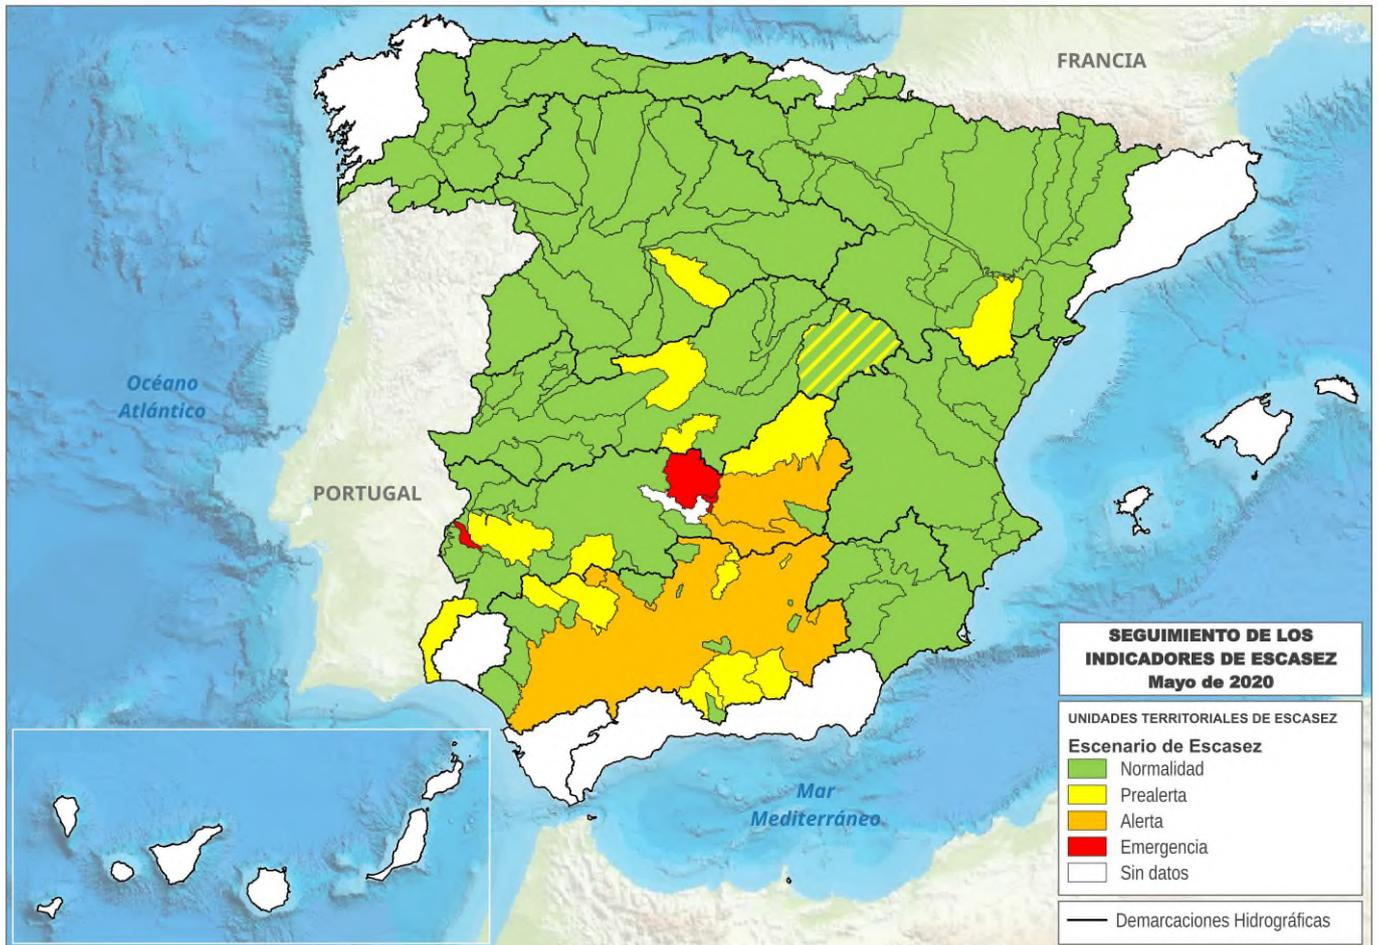 FRANCIA
Océano
Atlántico
PORTUGAL
Mar
Mediterráneo
SEGUIMIENTO DE LOS
INDICADORES DE ESCASEZ
Mayo de 2020
UNIDADES TERRITORIALES DE ESCASEZ
Escenario de Escasez
Normalidad
Prealerta
Alerta
Emergencia
Sin datos
Demarcaciones Hidrográficas